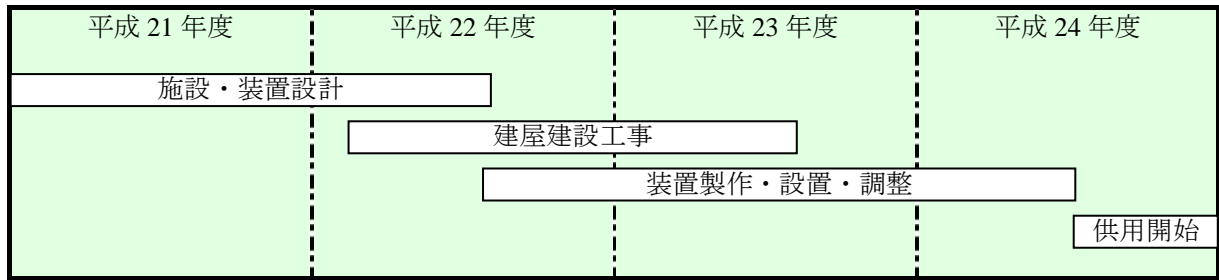 平成 21 年度 平成 22 年度 平成 23 年度 平成 24 年度
施設・装置設計
建屋建設工事
装置製作・設置・調整
供用開始